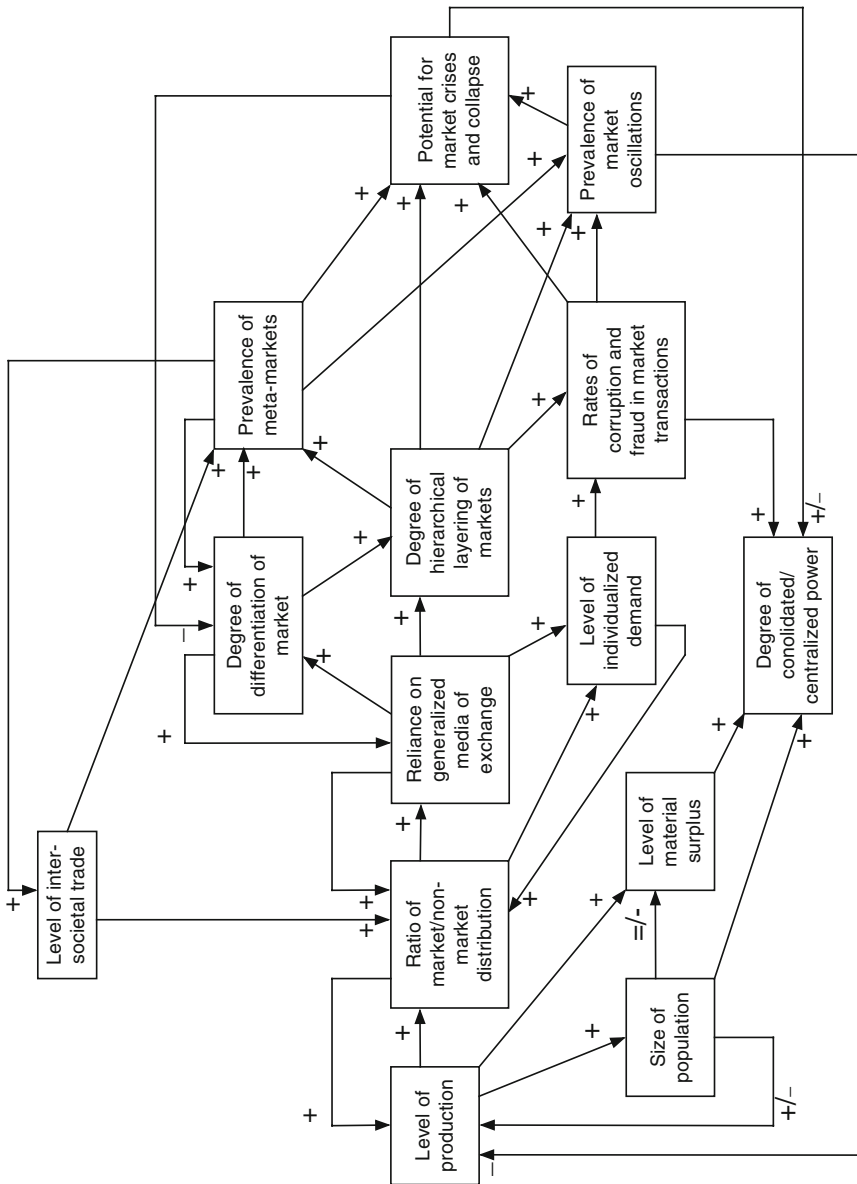 +
Level of inter-
societal trade
+
+
–
+
Degree of
differentiation of
market
+
+
Prevalence of
meta-markets
+
Potential for
market crises
and collapse
+
Level of
production
–
+
Ratio of
market/non-
market
distribution
+
+
+
Reliance on
generalized
media of
exchange
+
+
Degree of
hierarchical
layering of
markets
+
+
+
+
+
+
+
+
Prevalence of
market
oscillations
+
+
+
+
Level of
individualized
demand
+
Rates of
corruption and
fraud in market
transactions
+
+
Size of
population
+/–
=/-
Level of
material
surplus
+
+
+
Degree of
conolidated/
centralized power
+
+/–